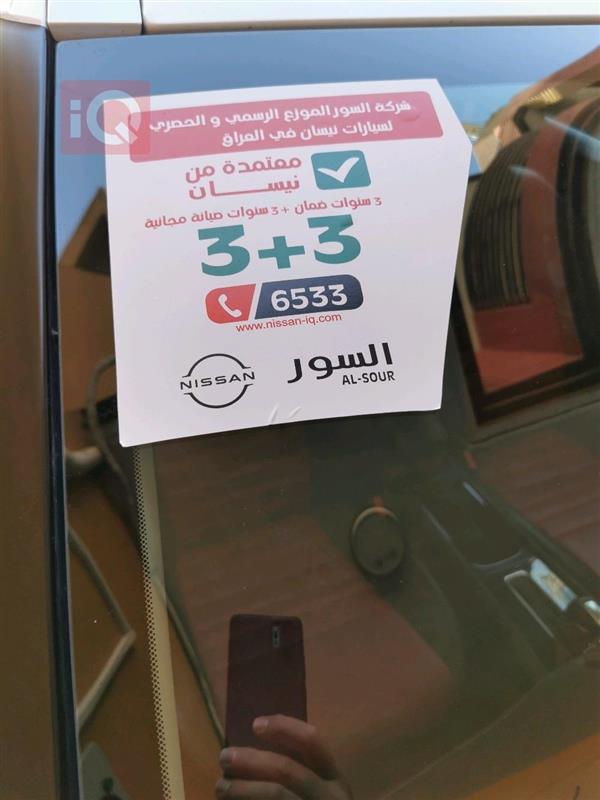 iQ
شركة السور الموزع الرسمي و الحصري
لسيارات نيسان في العراق
معتمدة من
نيســـان
3 سنوات ضمان + 3 سنوات صيانة مجانية
3+3
6533
www.nissan-iq.com
NISSAN
السور
AL-SOUR